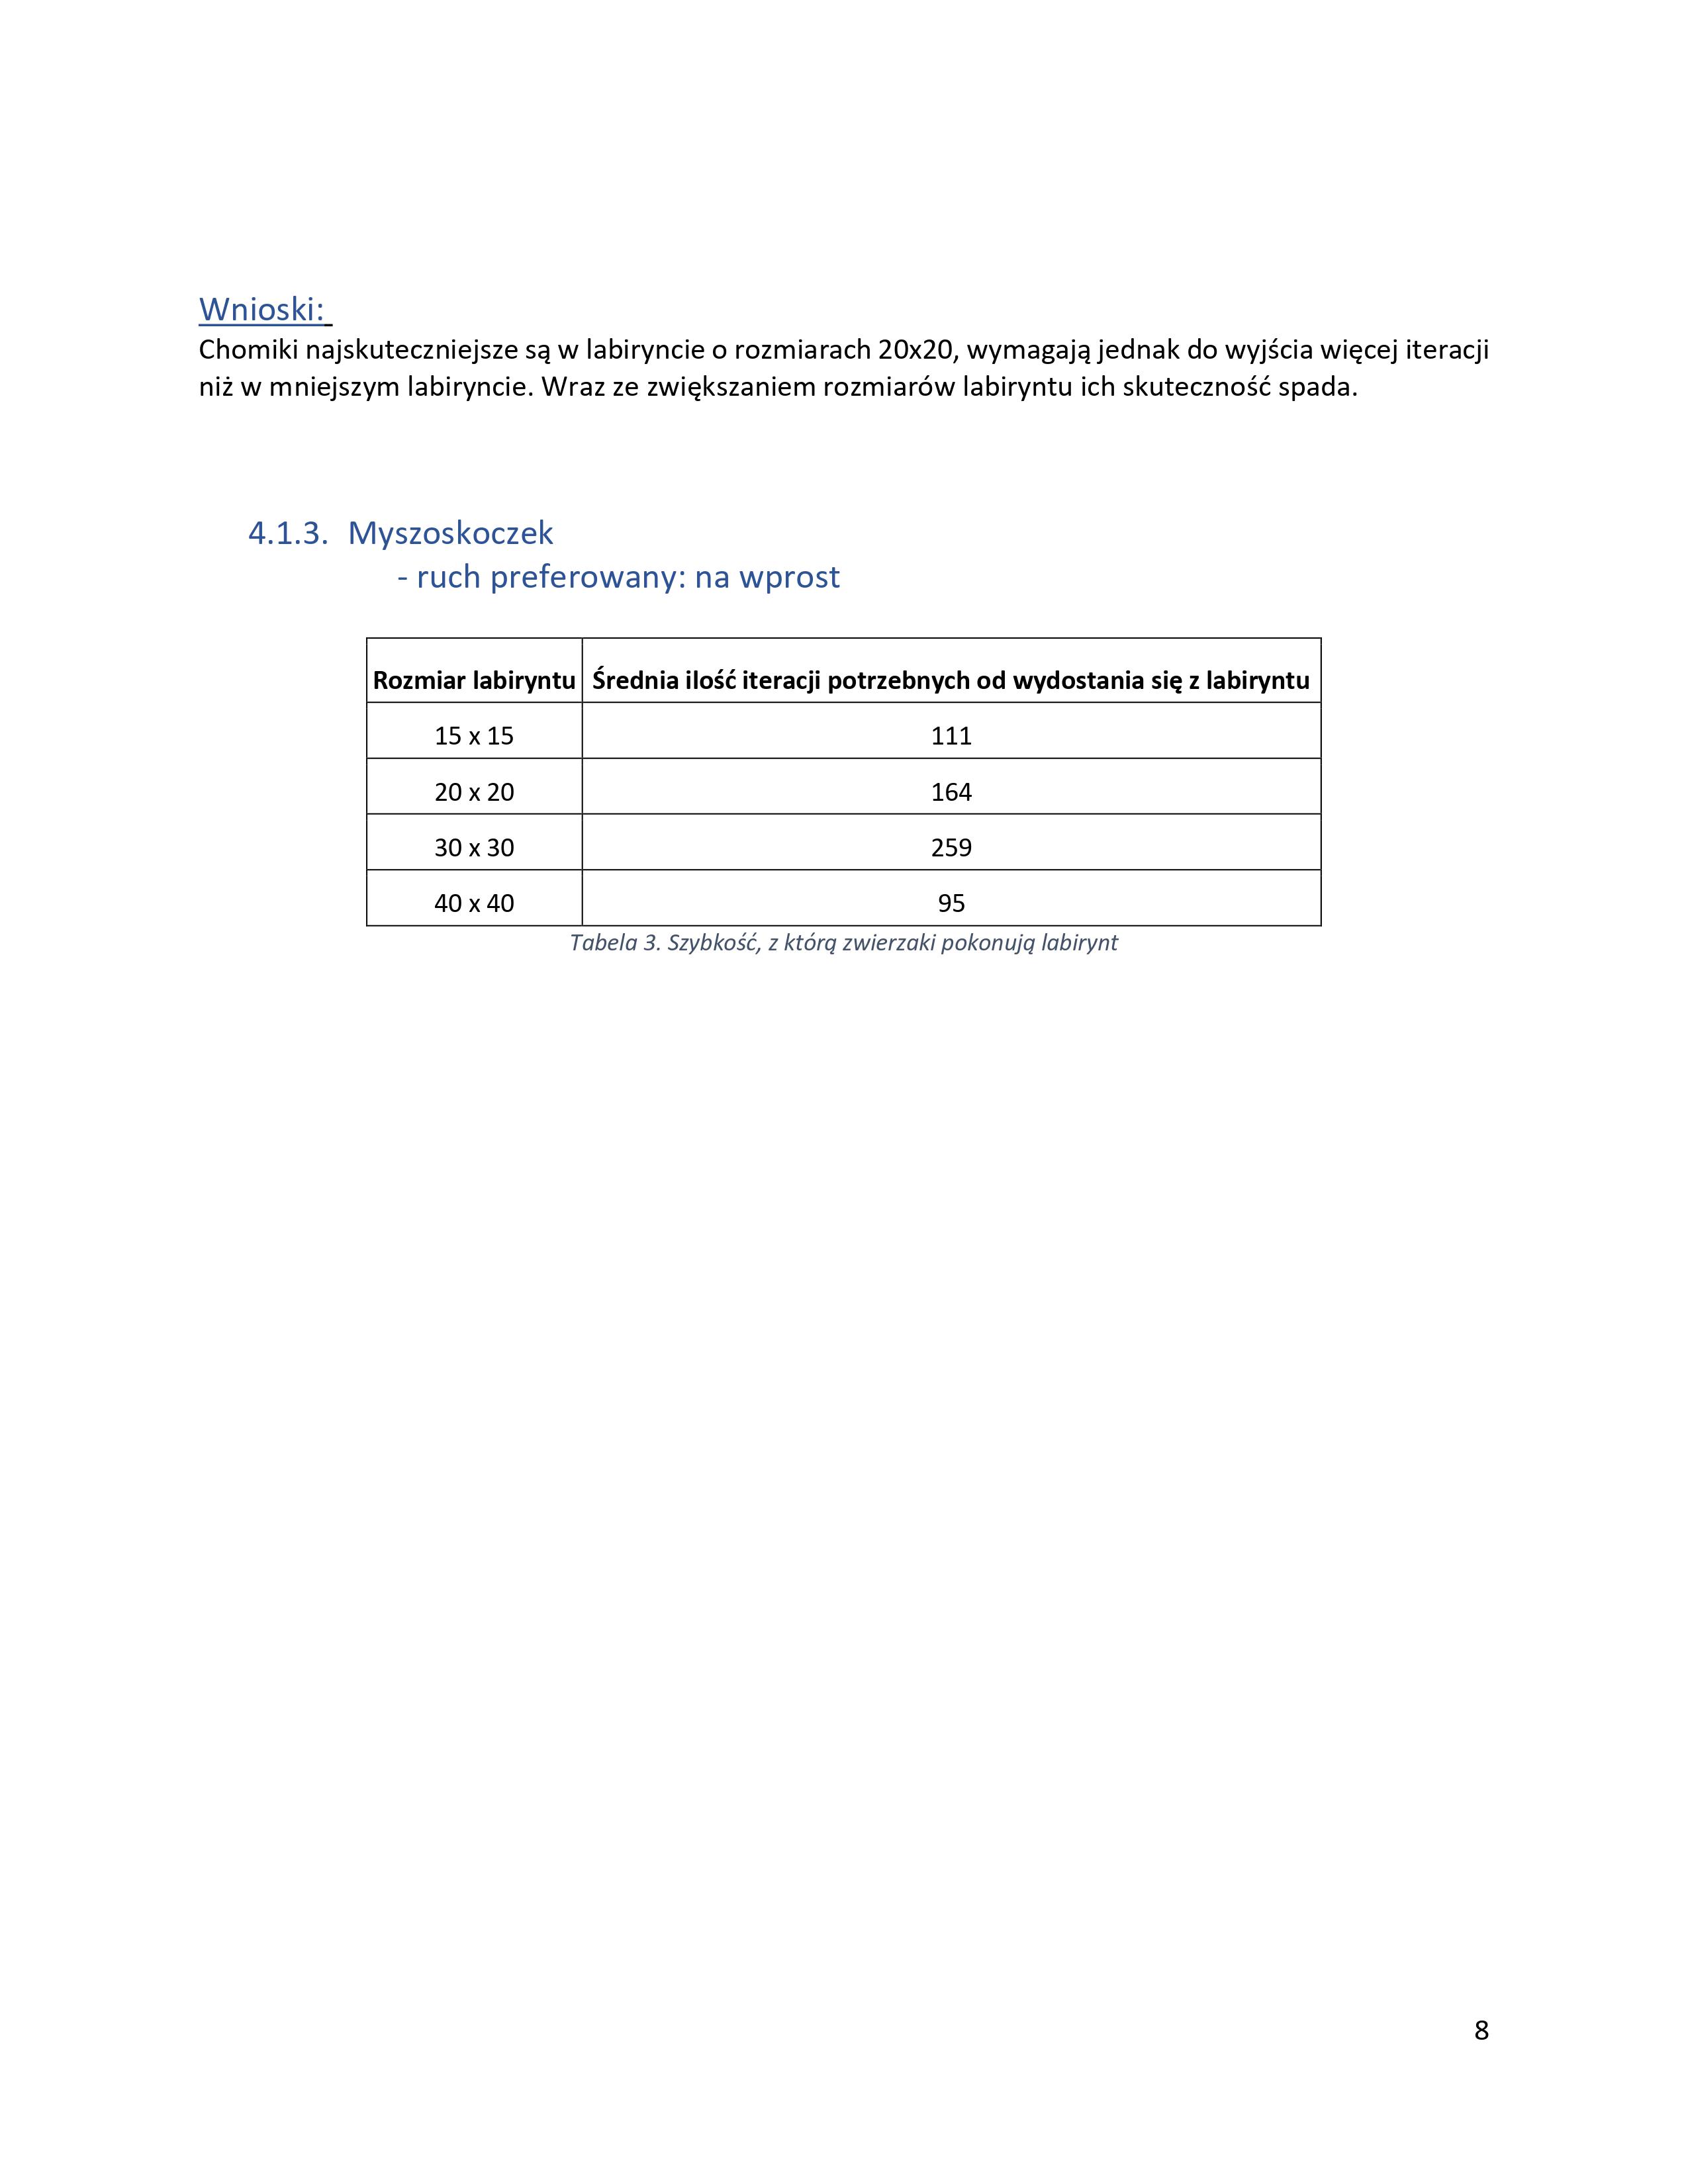 Wnioski:
Chomiki najskuteczniejsze są w labiryncie o rozmiarach 20x20, wymagają jednak do wyjścia więcej iteracji
niż w mniejszym labiryncie. Wraz ze zwiększaniem rozmiarów labiryntu ich skuteczność spada.
4.1.3. Myszoskoczek
- ruch preferowany: na wprost
Rozmiar labiryntu Średnia ilość iteracji potrzebnych od wydostania się z labiryntu
15 x 15 111
20 x 20 164
30 x 30 259
40 x 40 95
Tabela 3. Szybkość, z którą zwierzaki pokonują labirynt
8